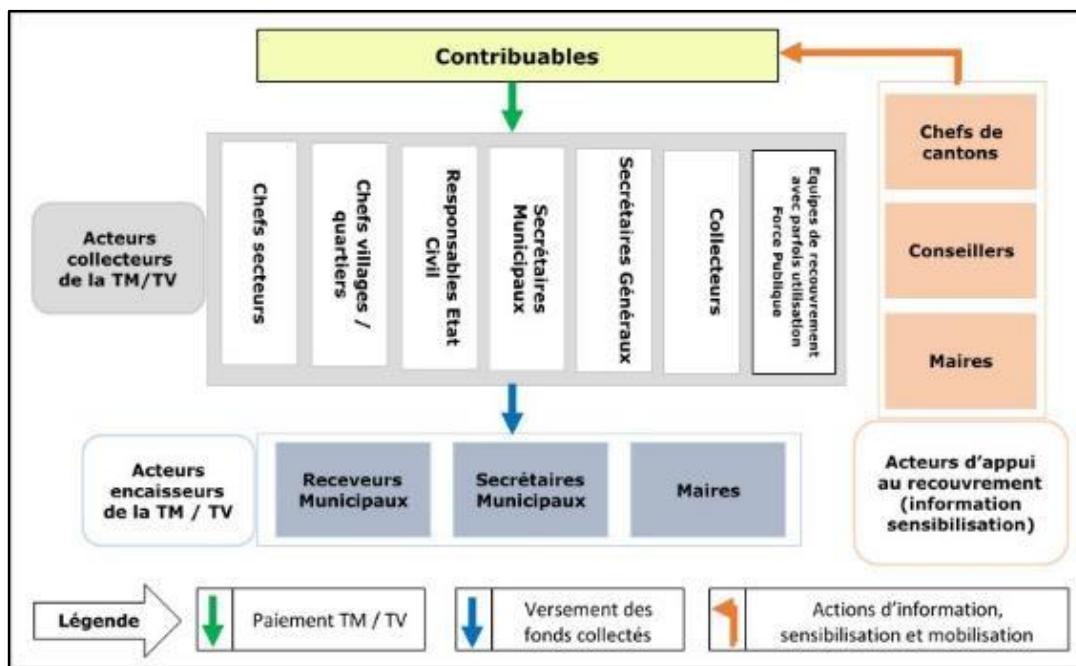 Contribuables
Chefs de
cantons
Conseillers
Maires
Acteurs d'appui
au recouvrement
(information
sensibilisation)
Acteurs
collecteurs
de la TM/TV
Chefs secteurs
Chefs villages /
quartiers
Responsables Etat
Civil
Secrétaires
Municipaux
Secrétaires Généraux
Collecteurs
Equipes de recouvrement
avec parfois utilisation
Force Publique
Acteurs
encaisseurs
de la TM / TV
Receveurs
Municipaux
Secrétaires
Municipaux
Maires
Légende
Paiement TM / TV
Versement des
fonds collectés
Actions d'information,
sensibilisation et mobilisation